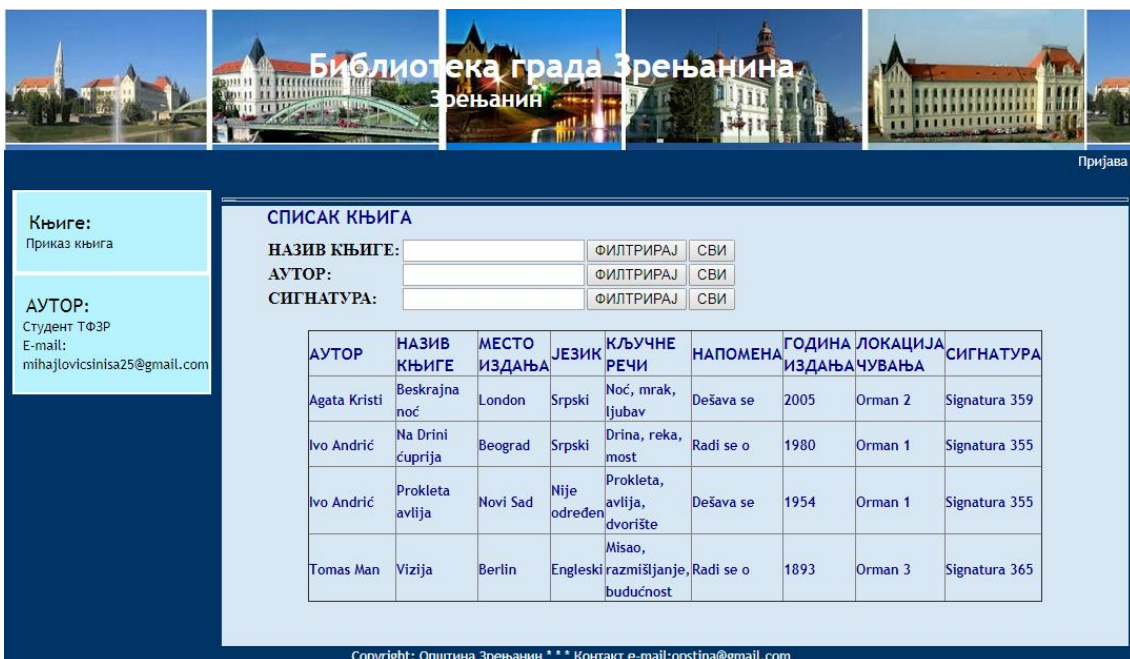 Библиотека града Зрењанина
Зрењанин
Пријава
Књиге:
Приказ књига
АУТОР:
Студент ТФЗР
E-mail:
mihajlovicsinisa25@gmail.com
СПИСАК КЊИГА
НАЗИВ КЊИГЕ: ФИЛТРИРАЈ СВИ
АУТОР: ФИЛТРИРАЈ СВИ
СИГНАТУРА: ФИЛТРИРАЈ СВИ
АУТОР НАЗИВ КЊИГЕ МЕСТО ИЗДАЊА ЈЕЗИК КЉУЧНЕ РЕЧИ НАПОМЕНА ГОДИНА ИЗДАЊА ЛОКАЦИЈА ЧУВАЊА СИГНАТУРА
Agata Kristi Beskrajna noć London Srpski Noć, mrak, ljubav Dešava se 2005 Orman 2 Signatura 359
Ivo Andrić Na Drini ćuprija Beograd Srpski Drina, reka, most Radi se o 1980 Orman 1 Signatura 355
Ivo Andrić Prokleta avlija Novi Sad Nije određen Prokleta, avlija, dvorište Dešava se 1954 Orman 1 Signatura 355
Tomas Man Vizija Berlin Engleski Misao, razmišljanje, budućnost Radi se o 1893 Orman 3 Signatura 365
Copyright: Општина Зрењанин * * * Контакт e-mail:opstina@gmail.com